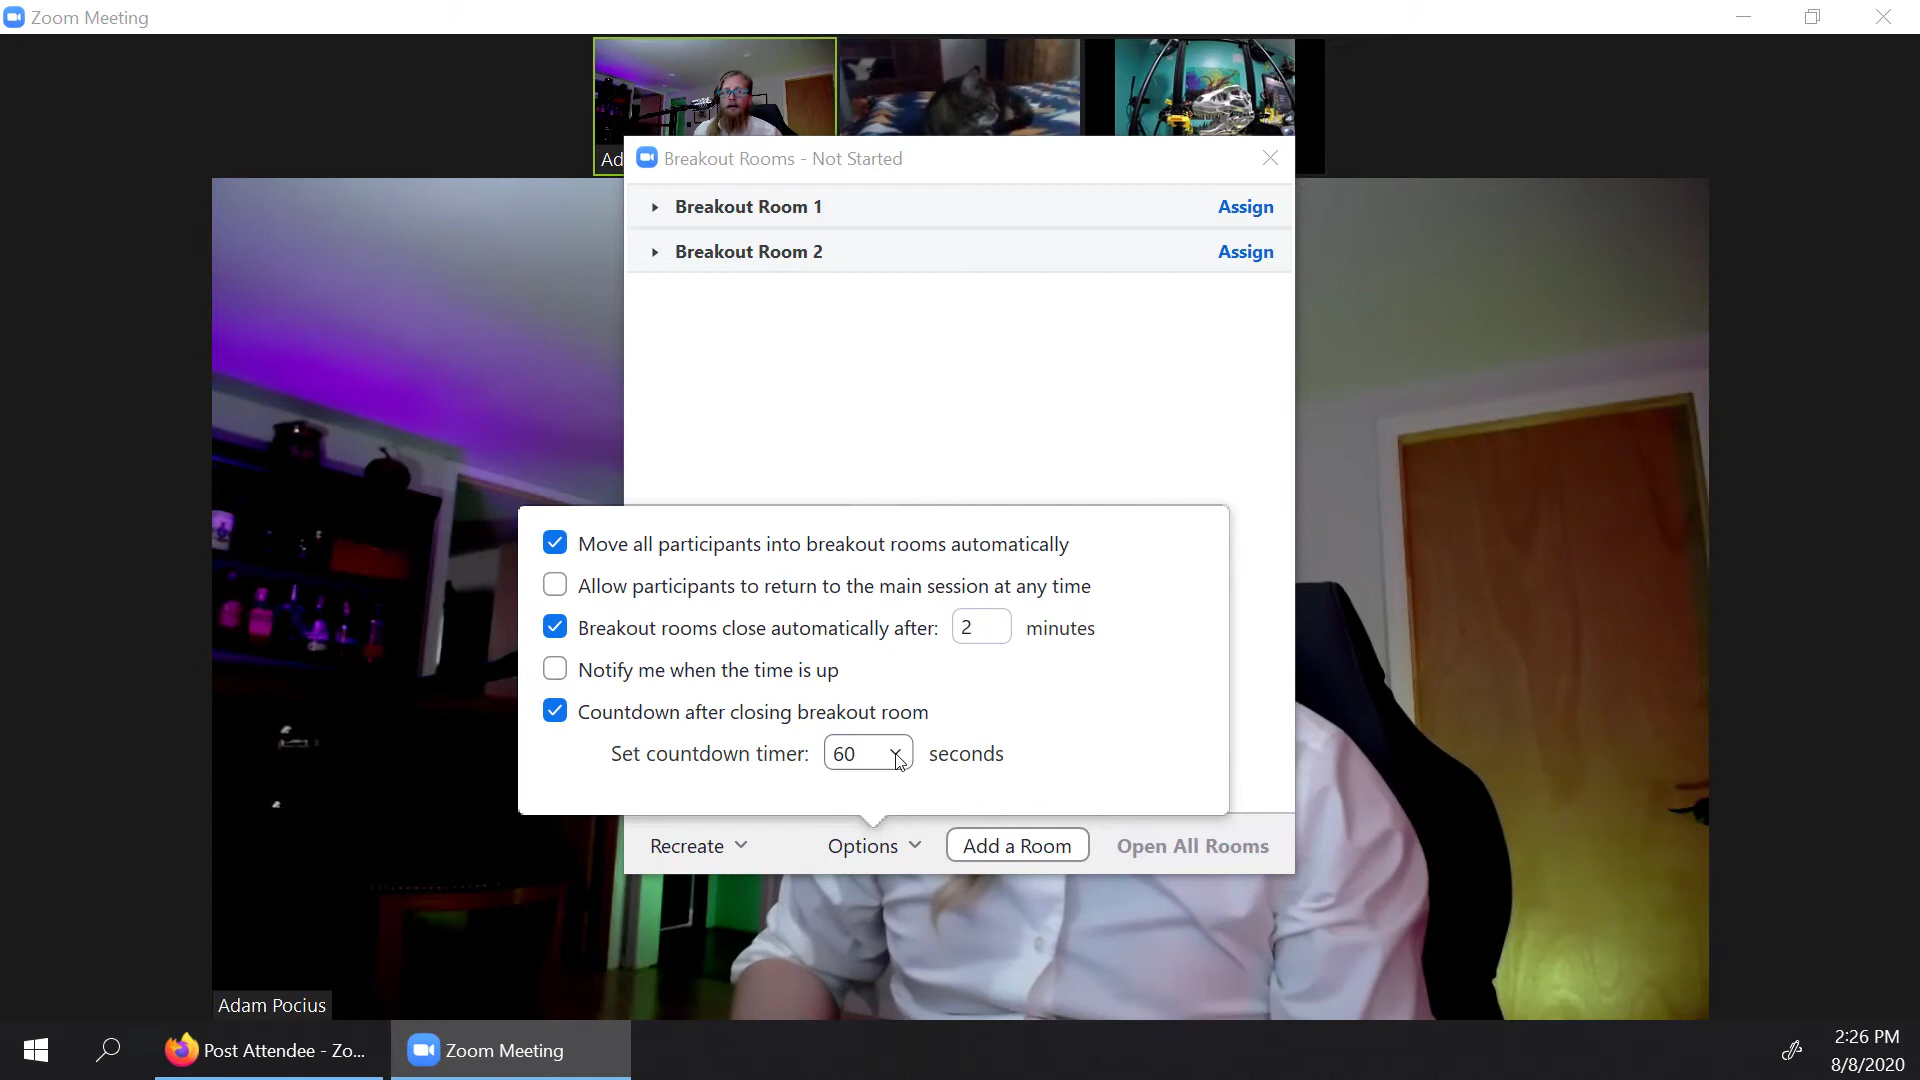 Zoom Meeting
Ad
Breakout Rooms - Not Started
Breakout Room 1 Assign
Breakout Room 2 Assign
Move all participants into breakout rooms automatically
Allow participants to return to the main session at any time
Breakout rooms close automatically after: 2 minutes
Notify me when the time is up
Countdown after closing breakout room
Set countdown timer: 60 seconds
Recreate Options Add a Room Open All Rooms
Adam Pocius
Post Attendee - Zo... Zoom Meeting
2:26 PM
8/8/2020